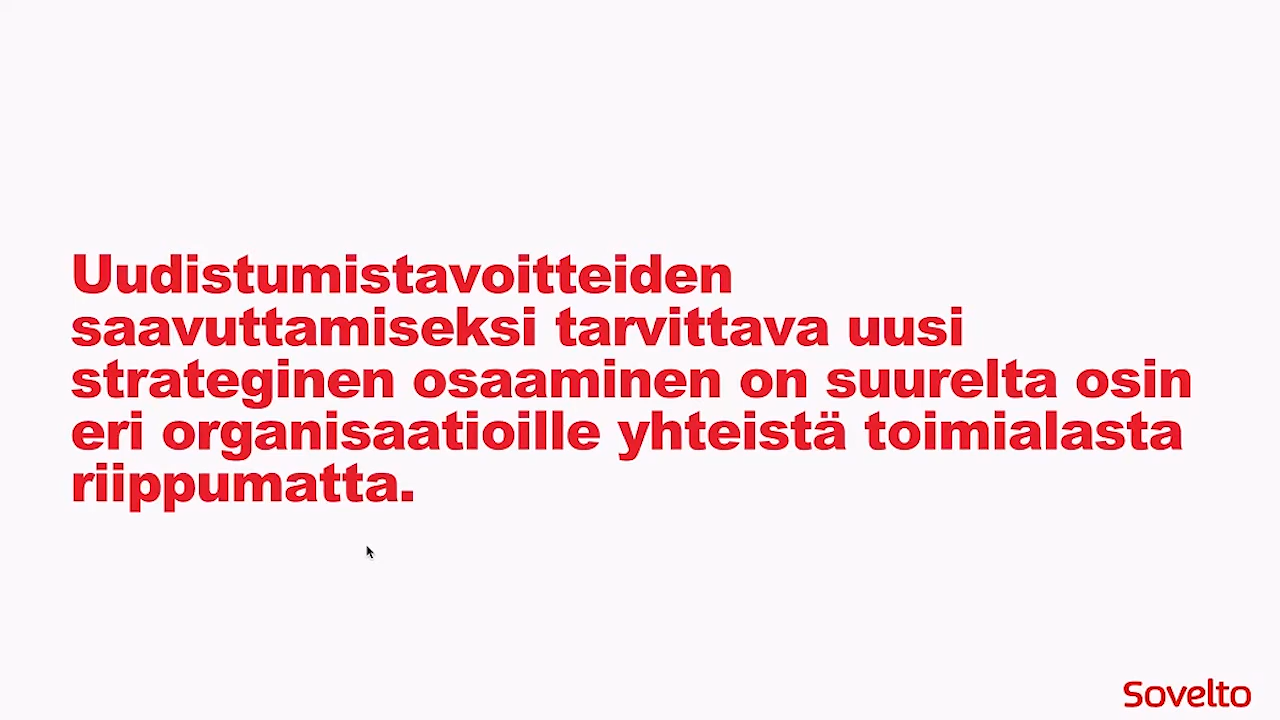 Uudistumistavoitteiden
saavuttamiseksi tarvittava uusi
strateginen osaaminen on suurelta osin
eri organisaatioille yhteistä toimialasta
riippumatta.
Sovelto